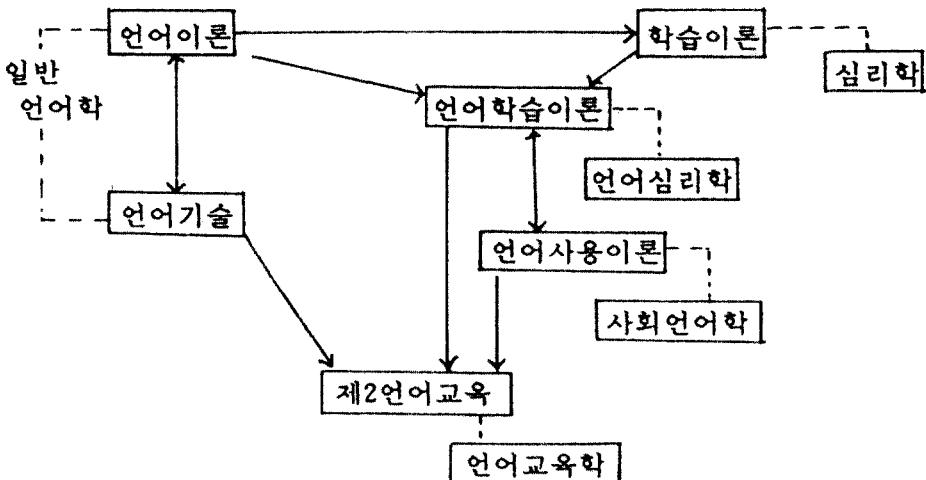 언어이론
학습이론
일반
언어학
심리학
언어학습이론
언어심리학
언어기술
언어사용이론
사회언어학
제2언어교육
언어교육학